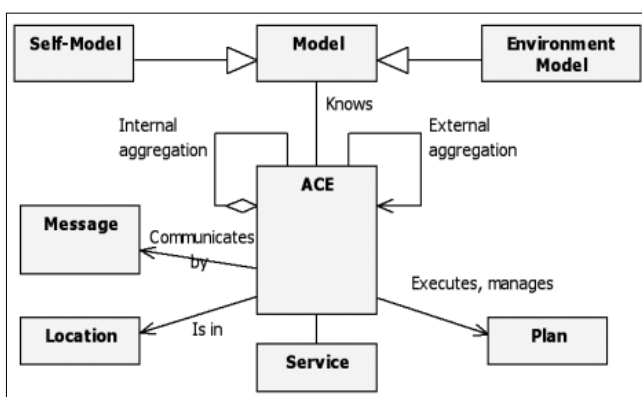 Self-Model
Model
Environment
Model
Knows
Internal
aggregation
External
aggregation
ACE
Message
Communicates
by
Executes, manages
Location
Is in
Service
Plan